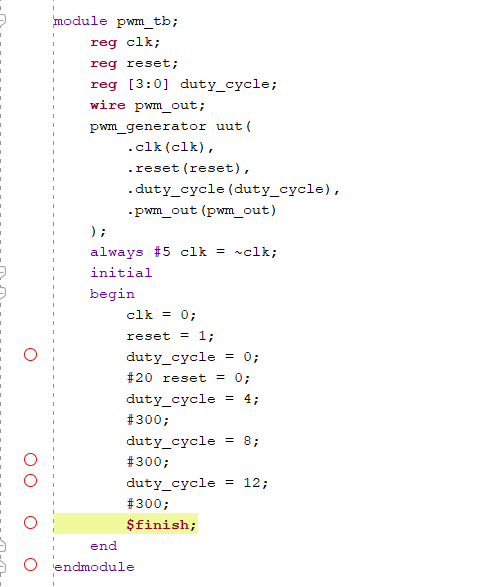 module pwm_tb;
reg clk;
reg reset;
reg [3:0] duty_cycle;
wire pwm_out;
pwm_generator uut(
.clk(clk),
.reset(reset),
.duty_cycle(duty_cycle),
.pwm_out(pwm_out)
);
always #5 clk = ~clk;
initial
begin
clk = 0;
reset = 1;
duty_cycle = 0;
#20 reset = 0;
duty_cycle = 4;
#300;
duty_cycle = 8;
#300;
duty_cycle = 12;
#300;
$finish;
end
endmodule